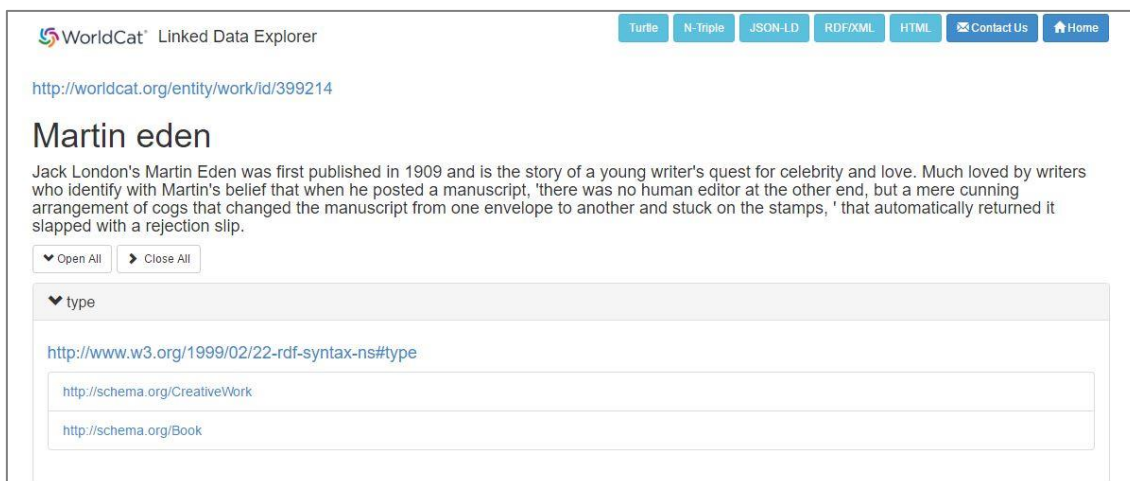 WorldCat® Linked Data Explorer
Turtle N-Triple JSON-LD RDF/XML HTML Contact Us Home
http://worldcat.org/entity/work/id/399214
Martin eden
Jack London's Martin Eden was first published in 1909 and is the story of a young writer's quest for celebrity and love. Much loved by writers
who identify with Martin's belief that when he posted a manuscript, 'there was no human editor at the other end, but a mere cunning
arrangement of cogs that changed the manuscript from one envelope to another and stuck on the stamps, ' that automatically returned it
slapped with a rejection slip.
Open All Close All
type
http://www.w3.org/1999/02/22-rdf-syntax-ns#type
http://schema.org/CreativeWork
http://schema.org/Book